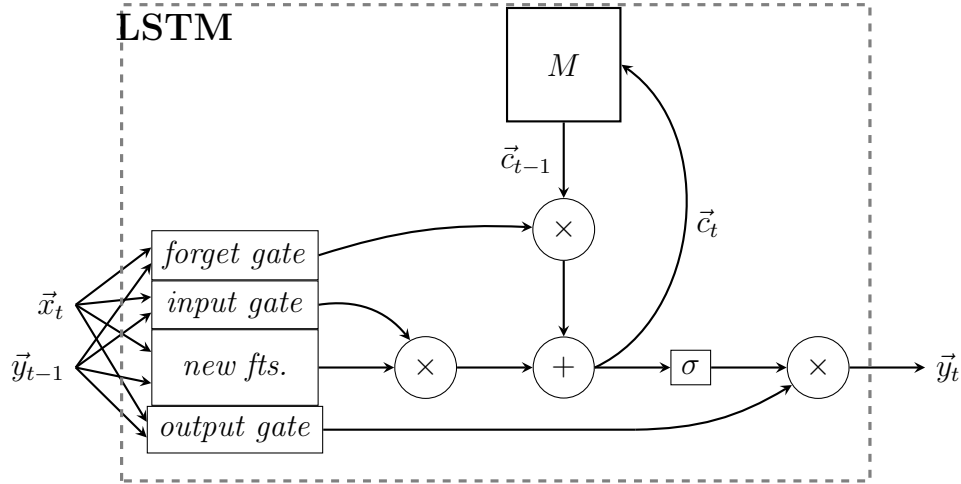 LSTM
M
c⃗ₜ₋₁
×
c⃗ₜ
forget gate
x⃗ₜ
input gate
y⃗ₜ₋₁
new fts.
×
+
σ
×
y⃗ₜ
output gate